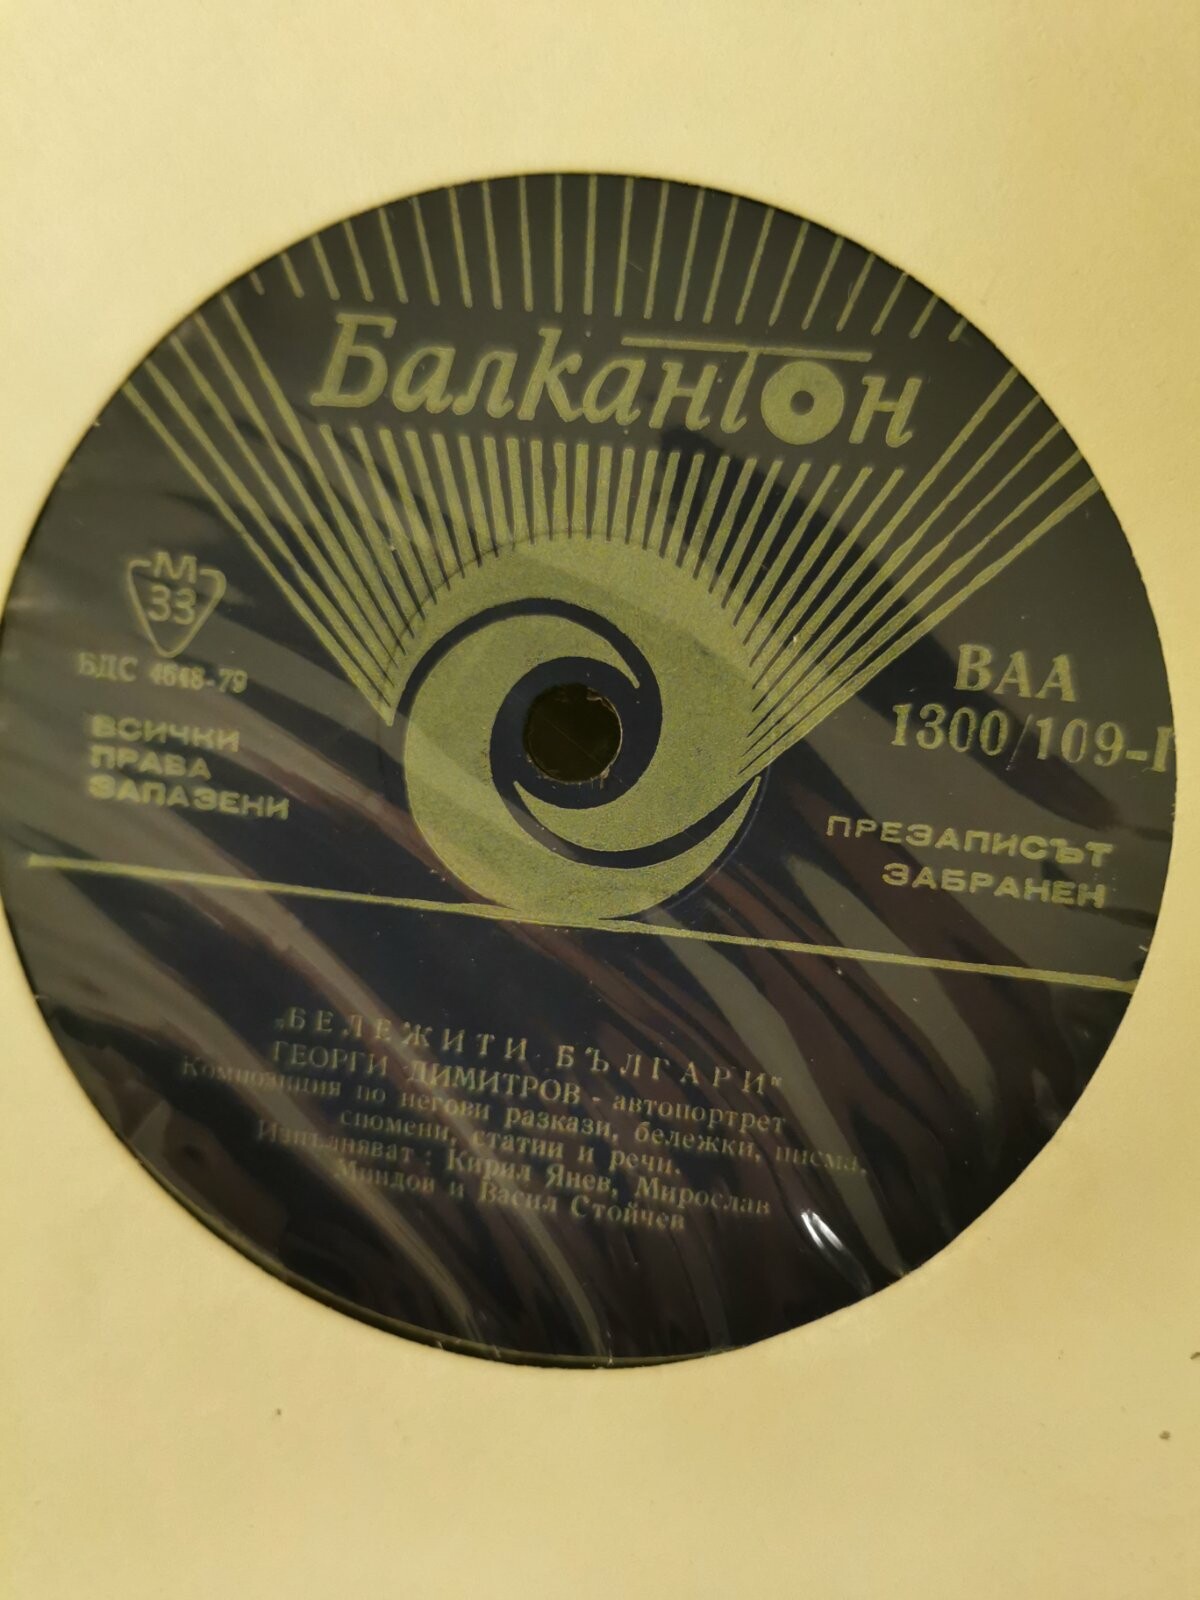 Балкантон
М
33
БДС 4648-79
ВСИЧКИ
ПРАВА
ЗАПАЗЕНИ
ВАА
1300/109-I
ПРЕЗАПИСЪТ
ЗАБРАНЕН
„БЕЛЕЖИТИ БЪЛГАРИ“
ГЕОРГИ ДИМИТРОВ - автопортрет
Композиция по негови разкази, бележки, писма,
спомени, статии и речи.
Изпълняват: Кирил Янев, Мирослав
Миндов и Васил Стойчев